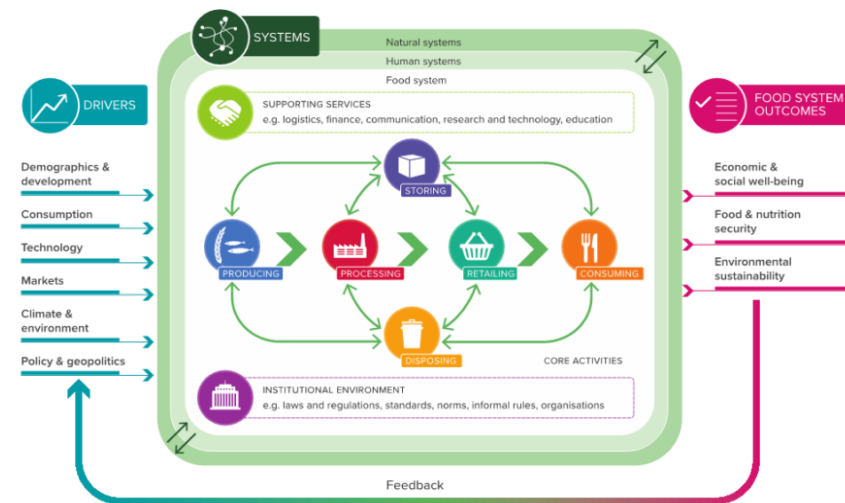 SYSTEMS
Natural systems
Human systems
Food system
DRIVERS
Demographics &
development
Consumption
Technology
Markets
Climate &
environment
Policy & geopolitics
SUPPORTING SERVICES
e.g. logistics, finance, communication, research and technology, education
STORING
PRODUCING
PROCESSING
RETAILING
CONSUMING
DISPOSING
CORE ACTIVITIES
INSTITUTIONAL ENVIRONMENT
e.g. laws and regulations, standards, norms, informal rules, organisations
FOOD SYSTEM
OUTCOMES
Economic &
social well-being
Food & nutrition
security
Environmental
sustainability
Feedback